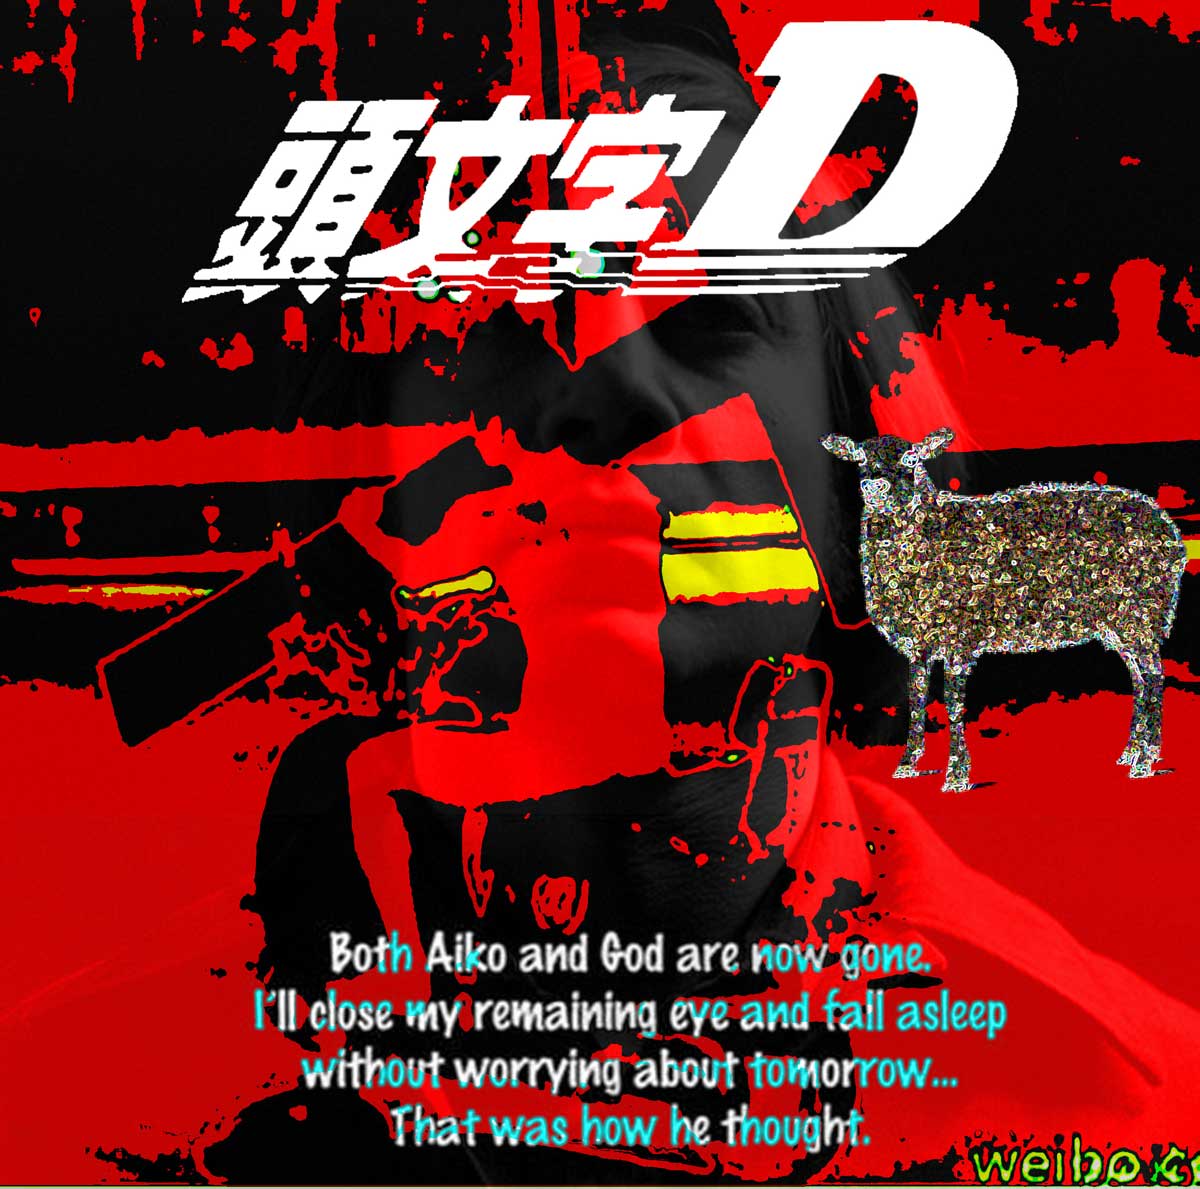 頭文字D
Both Aiko and God are now gone.
I'll close my remaining eye and fall asleep
without worrying about tomorrow...
That was how he thought.
weibo.c